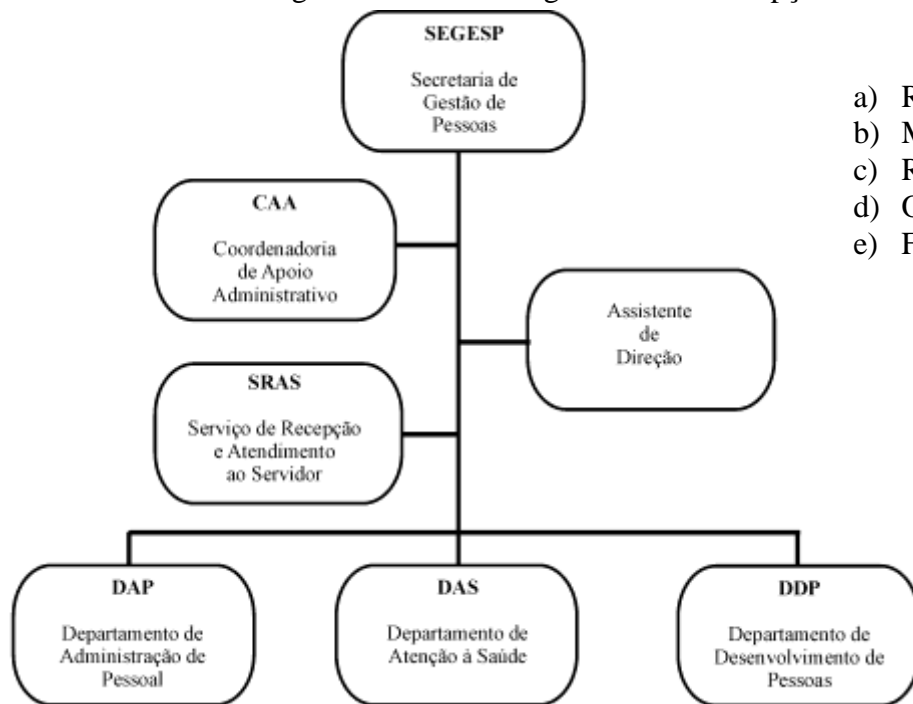 SEGESP
Secretaria de
Gestão de
Pessoas
a)
b)
c)
d)
e)
CAA
Coordenadoria
de Apoio
Administrativo
Assistente
de
Direção
SRAS
Serviço de Recepção
e Atendimento
ao Servidor
DAP
Departamento de
Administração de
Pessoal
DAS
Departamento de
Atenção á Saúde
DDP
Departamento de
Desenvolvimento de
Pessoas